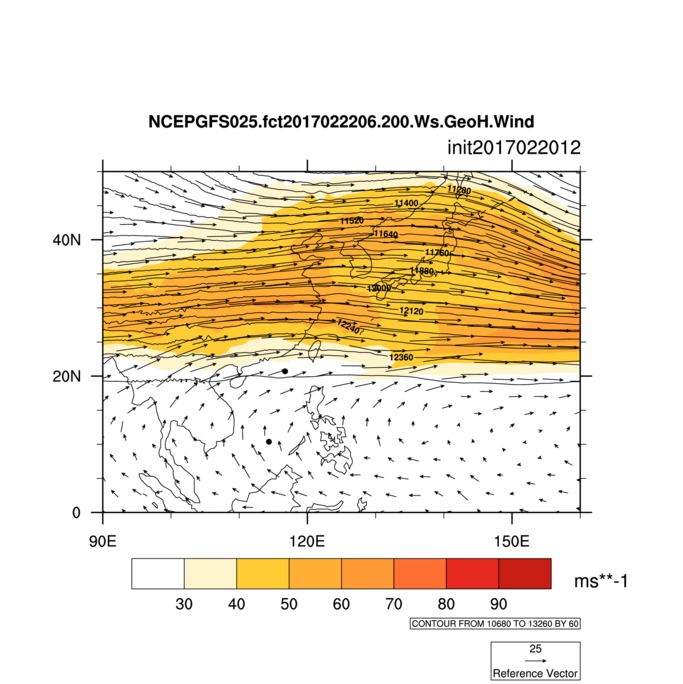 NCEPGFS025.fct2017022206.200.Ws.GeoH.Wind
init2017022012
11280
11400
11520
11640
40N
11760
11880
12000
12120
12240
12360
20N
0
90E 120E 150E
ms**-1
30 40 50 60 70 80 90
CONTOUR FROM 10680 TO 13260 BY 60
25
Reference Vector